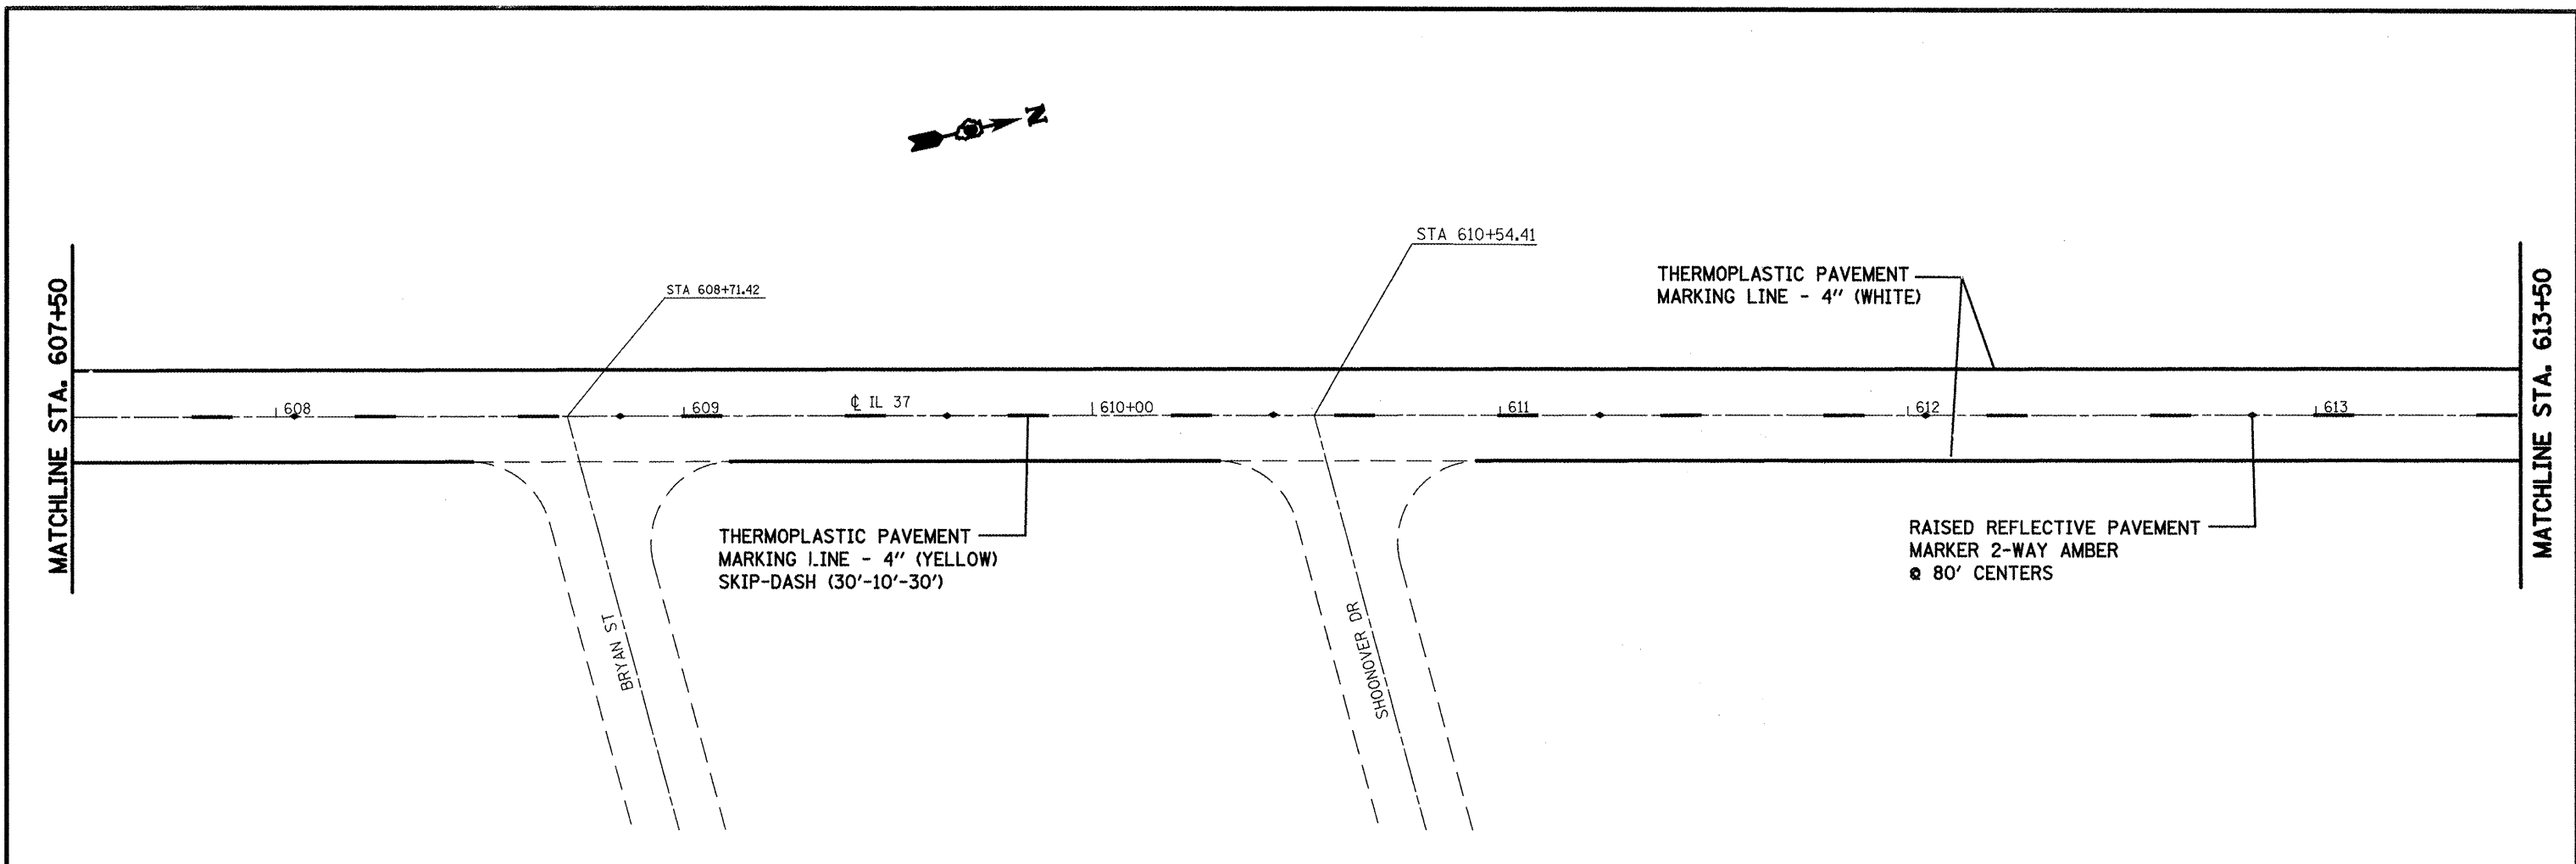 N
STA 610+54.41
STA 608+71.42
THERMOPLASTIC PAVEMENT
MARKING LINE - 4" (WHITE)
MATCHLINE STA. 607+50
MATCHLINE STA. 613+50
608
609
℄ IL 37
610+00
611
612
613
THERMOPLASTIC PAVEMENT
MARKING LINE - 4" (YELLOW)
SKIP-DASH (30'-10'-30')
RAISED REFLECTIVE PAVEMENT
MARKER 2-WAY AMBER
@ 80' CENTERS
BRYAN ST
SHOONOVER DR